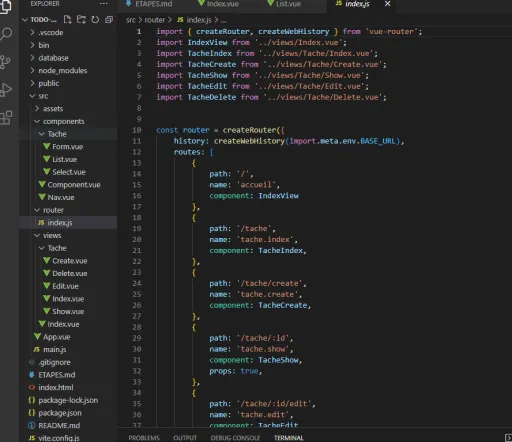 EXPLORER
TODO-...
.vscode
bin
database
node_modules
public
src
assets
components
Tache
Form.vue
List.vue
Select.vue
Component.vue
Nav.vue
router
index.js
views
Tache
Create.vue
Delete.vue
Edit.vue
Index.vue
Show.vue
Index.vue
App.vue
main.js
.gitignore
ETAPES.md
index.html
package-lock.json
package.json
README.md
vite.config.js
ETAPES.md Index.vue List.vue index.js
src > router > index.js > ...
1 import { createRouter, createWebHistory } from 'vue-router';
2 import IndexView from '../views/Index.vue';
3 import TacheIndex from '../views/Tache/Index.vue';
4 import TacheCreate from '../views/Tache/Create.vue';
5 import TacheShow from '../views/Tache/Show.vue';
6 import TacheEdit from '../views/Tache/Edit.vue';
7 import TacheDelete from '../views/Tache/Delete.vue';
8
9
10 const router = createRouter({
11 history: createWebHistory(import.meta.env.BASE_URL),
12 routes: [
13 {
14 path: '/',
15 name: 'accueil',
16 component: IndexView
17 },
18 {
19 path: '/tache',
20 name: 'tache.index',
21 component: TacheIndex,
22 },
23 {
24 path: '/tache/create',
25 name: 'tache.create',
26 component: TacheCreate,
27 },
28 {
29 path: '/tache/:id',
30 name: 'tache.show',
31 component: TacheShow,
32 props: true,
33 },
34 {
35 path: '/tache/:id/edit',
36 name: 'tache.edit',
37 component: TacheEdit
PROBLEMS OUTPUT DEBUG CONSOLE TERMINAL